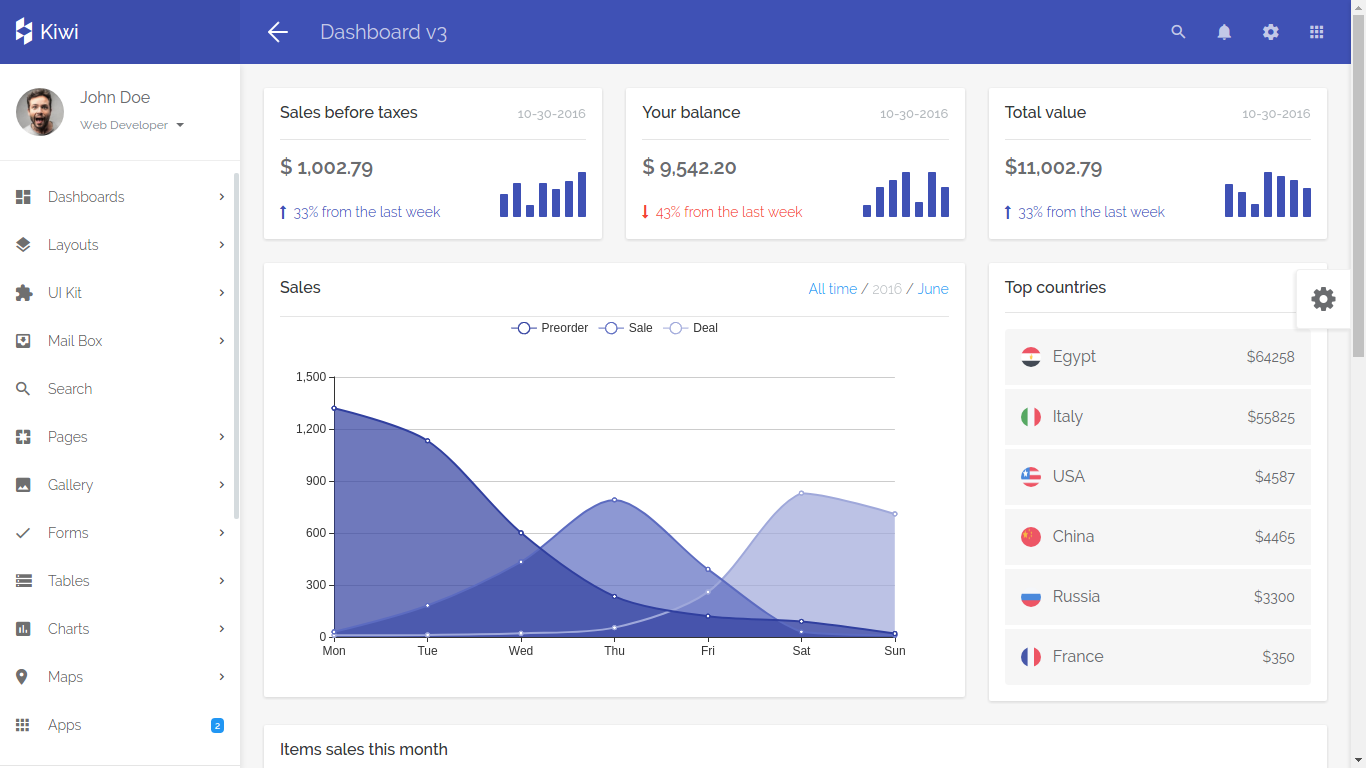 Kiwi
Dashboard v3
John Doe
Web Developer
Dashboards
Layouts
UI Kit
Mail Box
Search
Pages
Gallery
Forms
Tables
Charts
Maps
Apps 2
Sales before taxes 10-30-2016
$ 1,002.79
33% from the last week
Your balance 10-30-2016
$ 9,542.20
43% from the last week
Total value 10-30-2016
$11,002.79
33% from the last week
Sales All time / 2016 / June
Preorder Sale Deal
1,500
1,200
900
600
300
0
Mon Tue Wed Thu Fri Sat Sun
Top countries
Egypt $64258
Italy $55825
USA $4587
China $4465
Russia $3300
France $350
Items sales this month